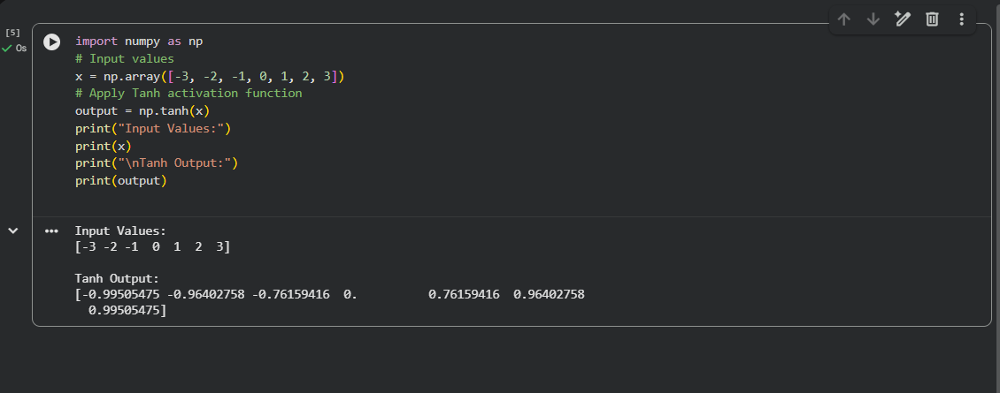 [5]
0s
import numpy as np
# Input values
x = np.array([-3, -2, -1, 0, 1, 2, 3])
# Apply Tanh activation function
output = np.tanh(x)
print("Input Values:")
print(x)
print("\nTanh Output:")
print(output)
Input Values:
[-3 -2 -1  0  1  2  3]
Tanh Output:
[-0.99505475 -0.96402758 -0.76159416  0.          0.76159416  0.96402758
  0.99505475]